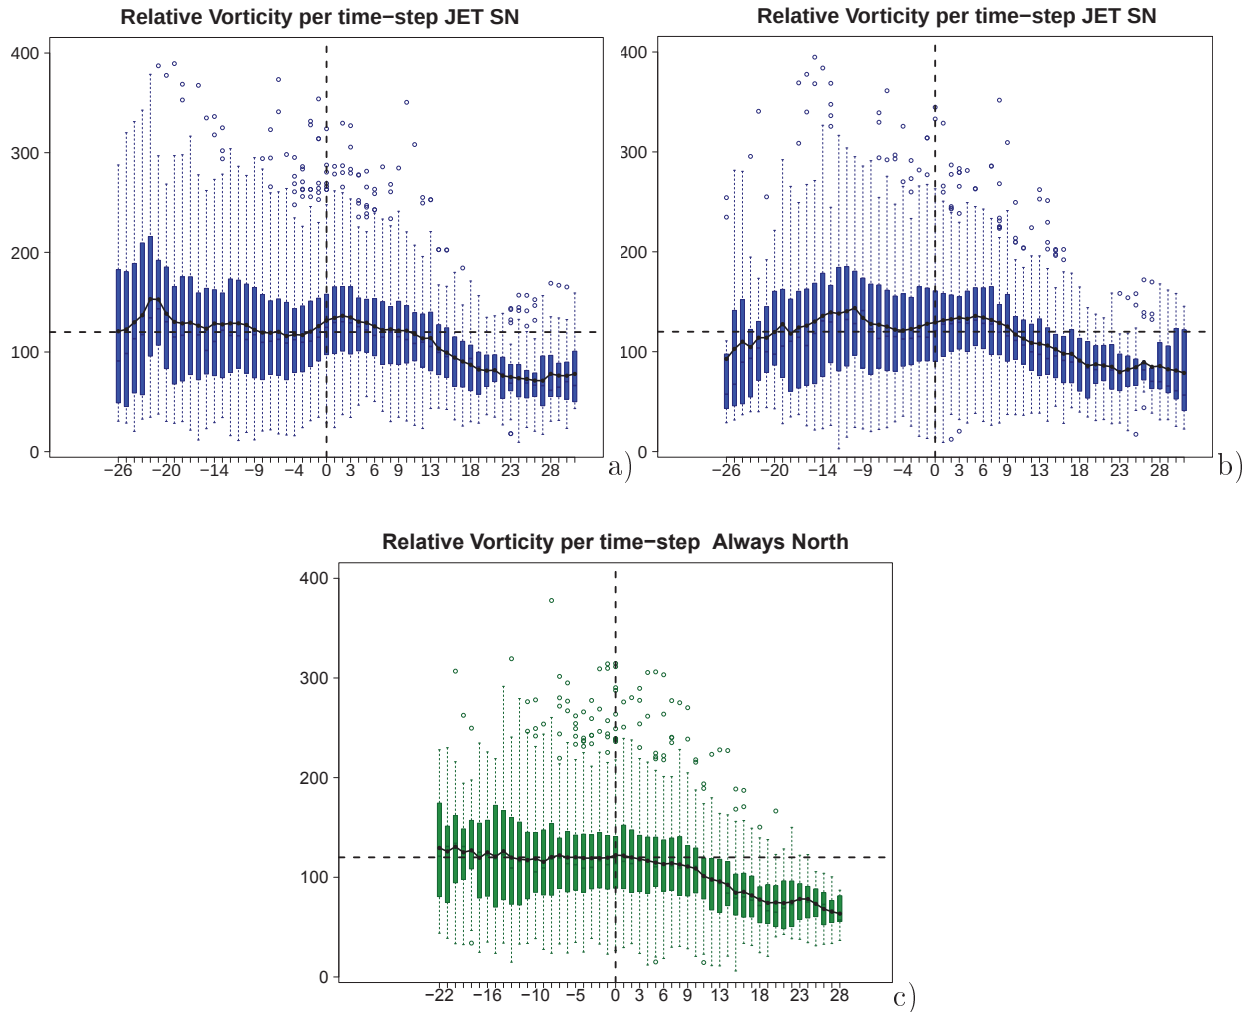 Relative Vorticity per time−step JET SN
400
300
200
100
0
−26 −20 −14 −9 −4 0 3 6 9 13 18 23 28
a)
Relative Vorticity per time−step JET SN
400
300
200
100
0
−26 −20 −14 −9 −4 0 3 6 9 13 18 23 28
b)
Relative Vorticity per time−step Always North
400
300
200
100
0
−22 −16 −10 −5 0 3 6 9 13 18 23 28
c)